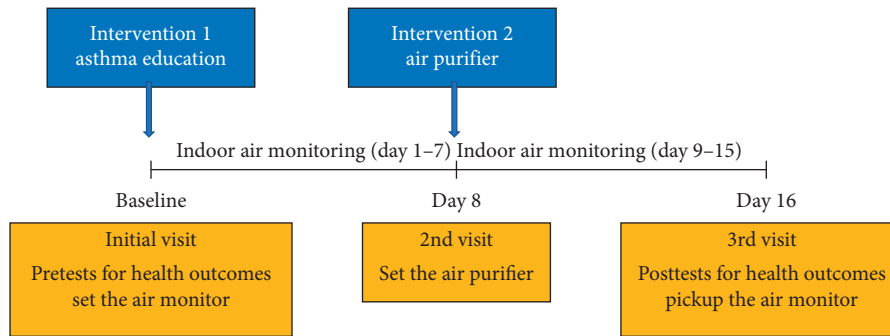 Intervention 1
asthma education
Intervention 2
air purifier
Indoor air monitoring (day 1–7)
Indoor air monitoring (day 9–15)
Baseline
Day 8
Day 16
Initial visit
Pretests for health outcomes
set the air monitor
2nd visit
Set the air purifier
3rd visit
Posttests for health outcomes
pickup the air monitor